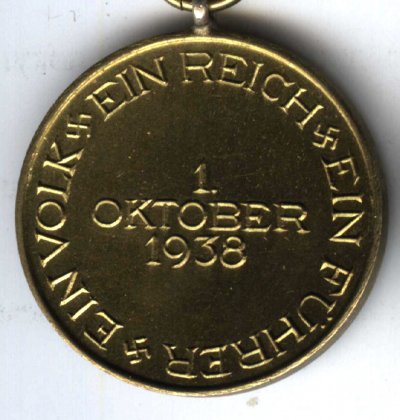 EIN VOLK EIN REICH EIN FÜHRER
1.
OKTOBER
1938